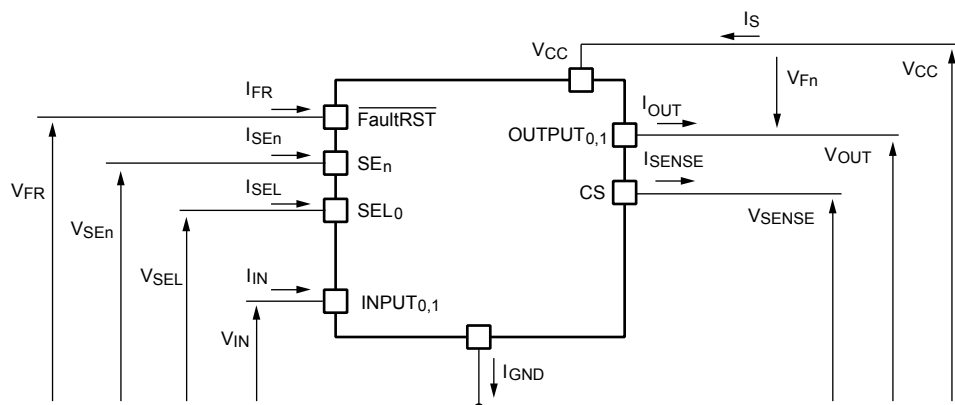 IS
VCC
VFn
VCC
IFR
FaultRST
IOUT
OUTPUT0,1
ISEn
SEn
VOUT
ISENSE
VFR
ISEL
SEL0
CS
VSEn
VSENSE
VSEL
IIN
INPUT0,1
VIN
IGND